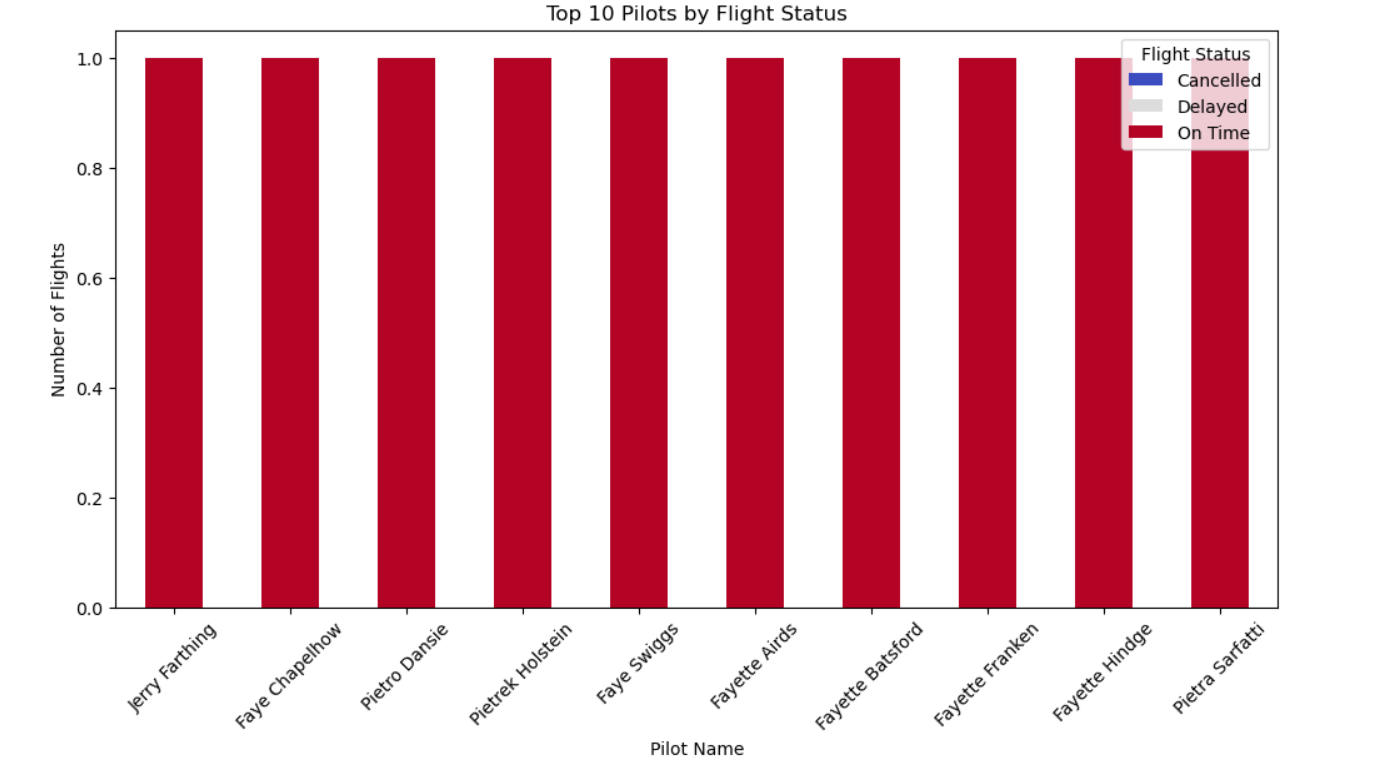 Top 10 Pilots by Flight Status
Flight Status
Cancelled
Delayed
On Time
Number of Flights
1.0
0.8
0.6
0.4
0.2
0.0
Jerry Farthing
Faye Chapelhow
Pietro Dansie
Pietrek Holstein
Faye Swiggs
Fayette Airds
Fayette Batsford
Fayette Franken
Fayette Hindge
Pietra Sarfatti
Pilot Name